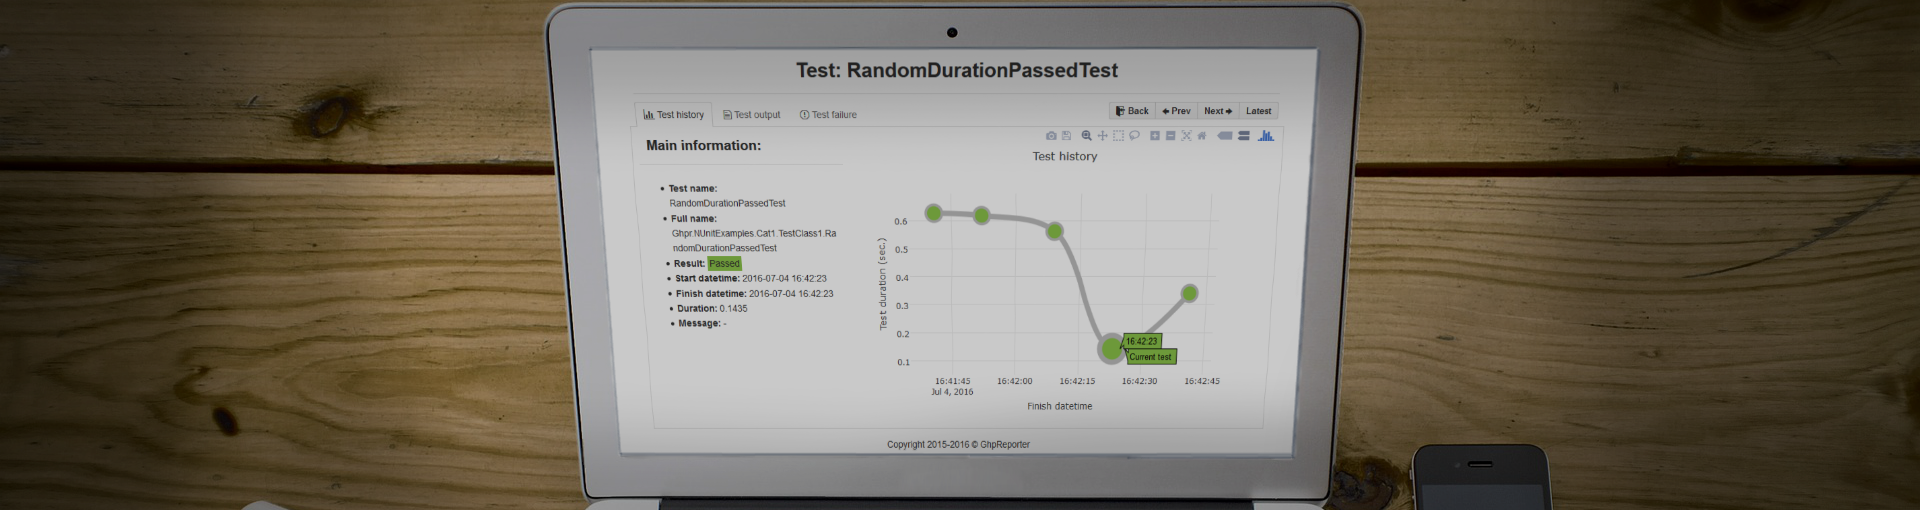 Test: RandomDurationPassedTest
Test history
Test output
Test failure
Back
Prev
Next
Latest
Main information:
Test name:
RandomDurationPassedTest
Full name:
Ghpr.NUnitExamples.Cat1.TestClass1.Ra
ndomDurationPassedTest
Result: Passed
Start datetime: 2016-07-04 16:42:23
Finish datetime: 2016-07-04 16:42:23
Duration: 0.1435
Message: -
Test history
Test duration (sec.)
0.6
0.5
0.4
0.3
0.2
0.1
16:42:23
Current test
16:41:45
Jul 4, 2016
16:42:00
16:42:15
16:42:30
16:42:45
Finish datetime
Copyright 2015-2016 © GhpReporter